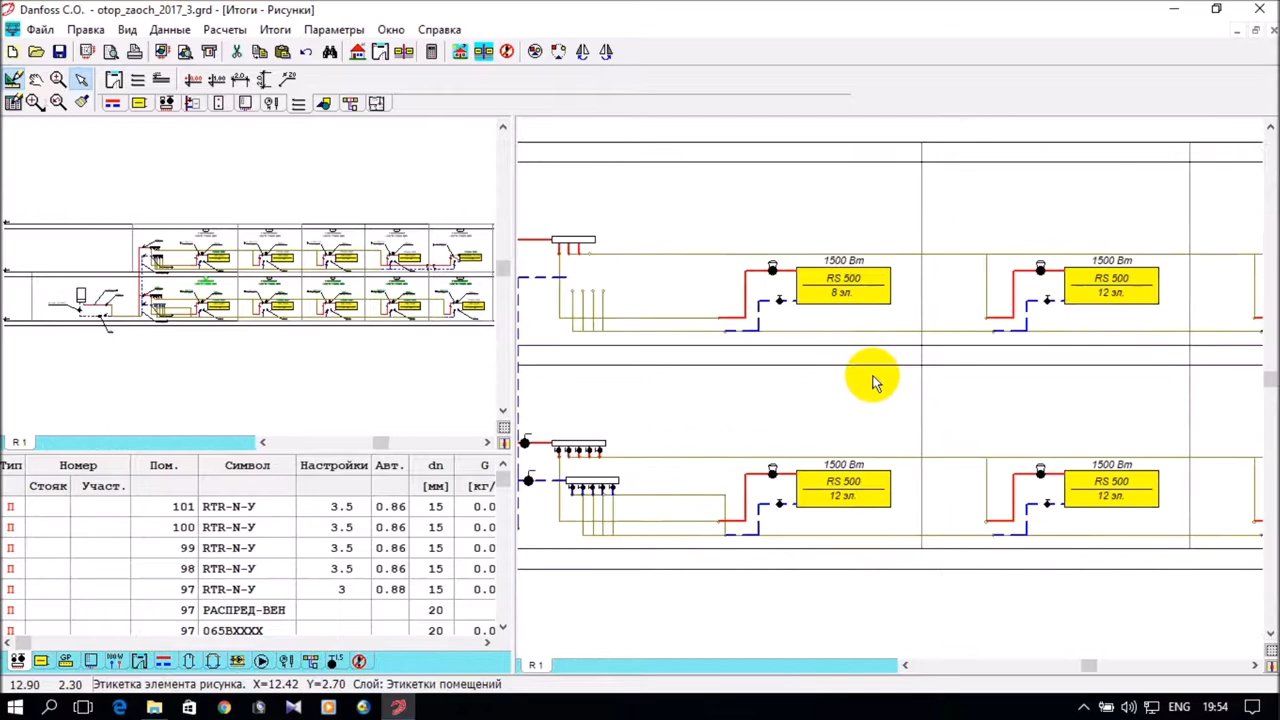 Danfoss C.O. - otop_zaoch_2017_3.grd - [Итоги - Рисунки]
Файл Правка Вид Данные Расчеты Итоги Параметры Окно Справка
1500 Вт 1500 Вт
RS 500 RS 500
8 эл. 12 эл.
R 1
1500 Вт 1500 Вт
RS 500 RS 500
12 эл. 12 эл.
Тип Номер Пом. Символ Настройки Авт. dn G
Стояк Участ. [мм] [кг/
П 101 RTR-N-У 3.5 0.86 15 0.0
П 100 RTR-N-У 3.5 0.86 15 0.0
П 99 RTR-N-У 3.5 0.86 15 0.0
П 98 RTR-N-У 3.5 0.86 15 0.0
П 97 RTR-N-У 3 0.88 15 0.0
П 97 РАСПРЕД-ВЕН 20
П 97 065BXXXX 20 0.0
R 1
12.90 2.30 Этикетка элемента рисунка. X=12.42 Y=2.70 Слой: Этикетки помещений
ENG 19:54